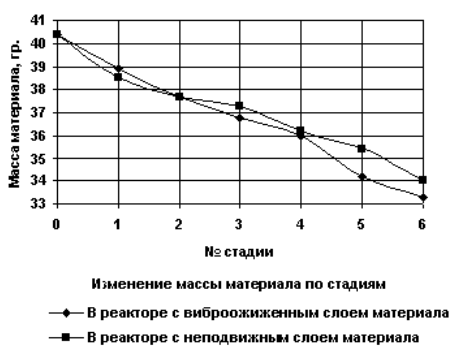 41
40
39
38
37
36
35
34
33
Масса материала, гр.
0 1 2 3 4 5 6
№ стадии
Изменение массы материала по стадиям
В реакторе с виброожиженным слоем материала
В реакторе с неподвижным слоем материала